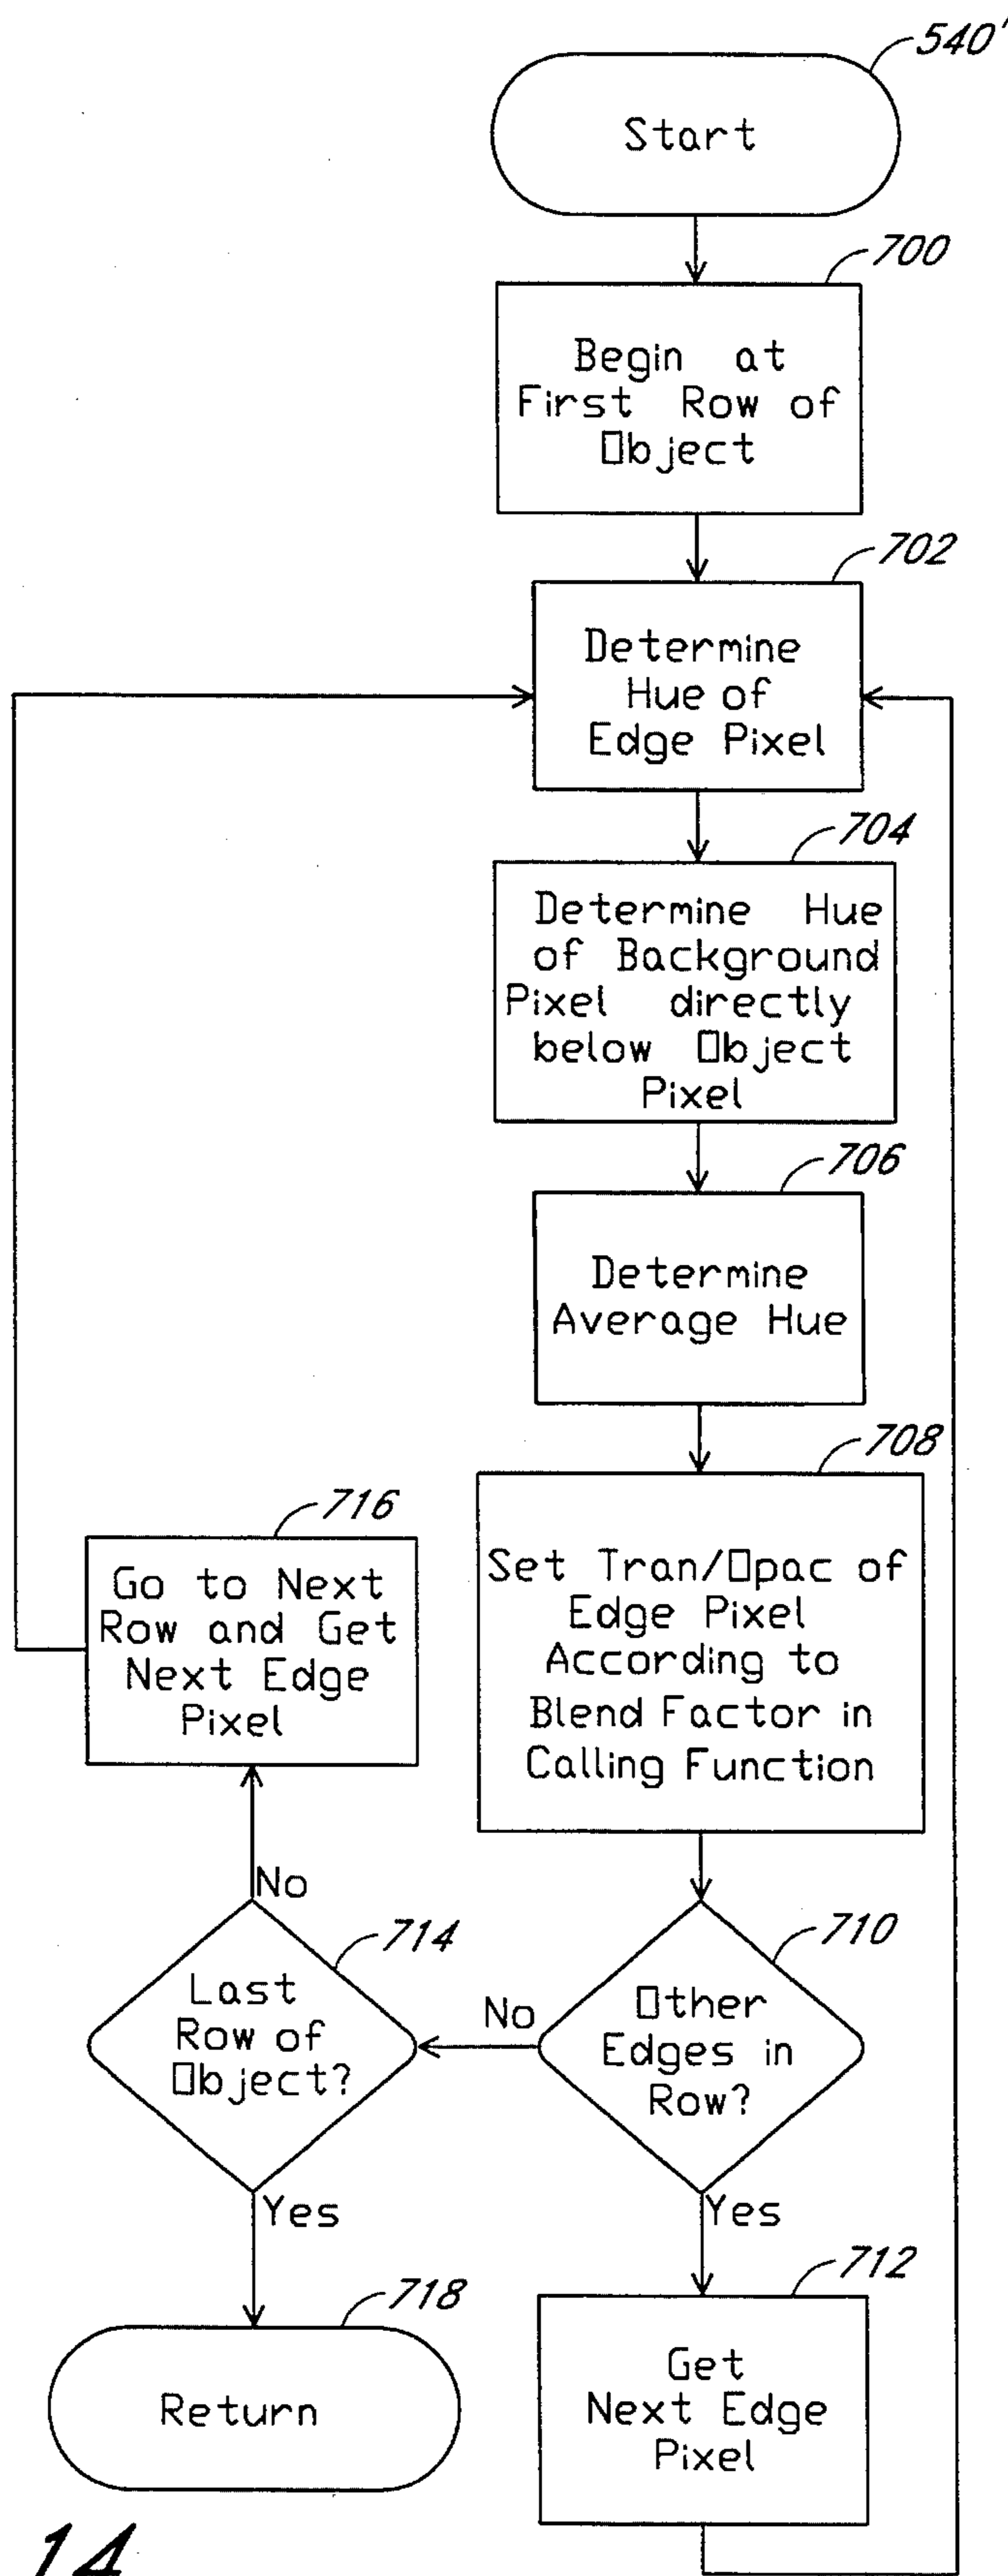 540'
Start
700
Begin at
First Row of
Object
702
Determine
Hue of
Edge Pixel
704
Determine Hue
of Background
Pixel directly
below Object
Pixel
706
Determine
Average Hue
708
Set Tran/Opac of
Edge Pixel
According to
Blend Factor in
Calling Function
716
Go to Next
Row and Get
Next Edge
Pixel
No
714
Last
Row of
Object?
No
710
Other
Edges in
Row?
Yes
Yes
718
Return
712
Get
Next Edge
Pixel
14